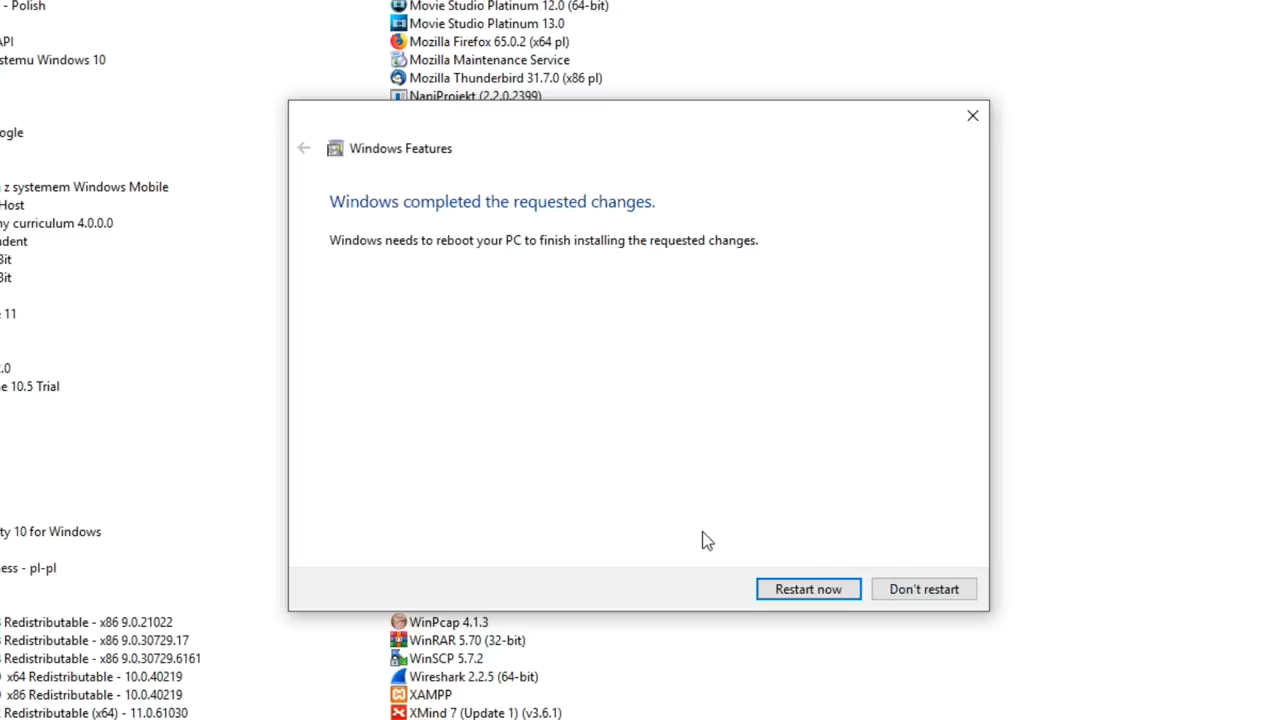 - Polish
API
stemu Windows 10
ogle
z systemem Windows Mobile
Host
ny curriculum 4.0.0.0
udent
Bit
Bit
e 11
.0
e 10.5 Trial
ty 10 for Windows
ess - pl-pl
Redistributable - x86 9.0.21022
Redistributable - x86 9.0.30729.17
Redistributable - x86 9.0.30729.6161
x64 Redistributable - 10.0.40219
x86 Redistributable - 10.0.40219
Redistributable (x64) - 11.0.61030
Movie Studio Platinum 12.0 (64-bit)
Movie Studio Platinum 13.0
Mozilla Firefox 65.0.2 (x64 pl)
Mozilla Maintenance Service
Mozilla Thunderbird 31.7.0 (x86 pl)
NapiProjekt (2.2.0.2399)
Windows Features
Windows completed the requested changes.
Windows needs to reboot your PC to finish installing the requested changes.
Restart now
Don't restart
WinPcap 4.1.3
WinRAR 5.70 (32-bit)
WinSCP 5.7.2
Wireshark 2.2.5 (64-bit)
XAMPP
XMind 7 (Update 1) (v3.6.1)